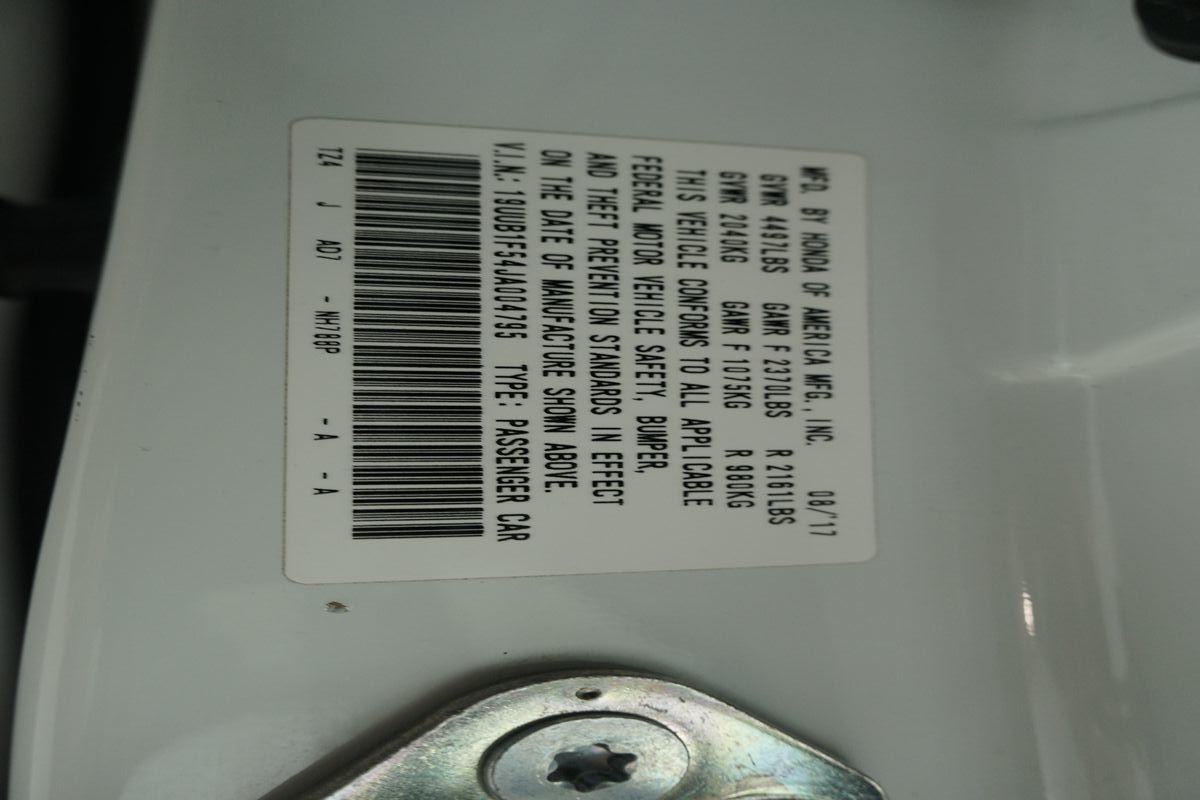 MFD. BY HONDA OF AMERICA MFG., INC. 08/'17
GVWR 4497LBS GAWR F 2370LBS R 2161LBS
GVWR 2040KG GAWR F 1075KG R 980KG
THIS VEHICLE CONFORMS TO ALL APPLICABLE
FEDERAL MOTOR VEHICLE SAFETY, BUMPER,
AND THEFT PREVENTION STANDARDS IN EFFECT
ON THE DATE OF MANUFACTURE SHOWN ABOVE.
V.I.N.: 19UUB1F54JA004795 TYPE: PASSENGER CAR
TZ4 J AD7 - NH788P - A - A